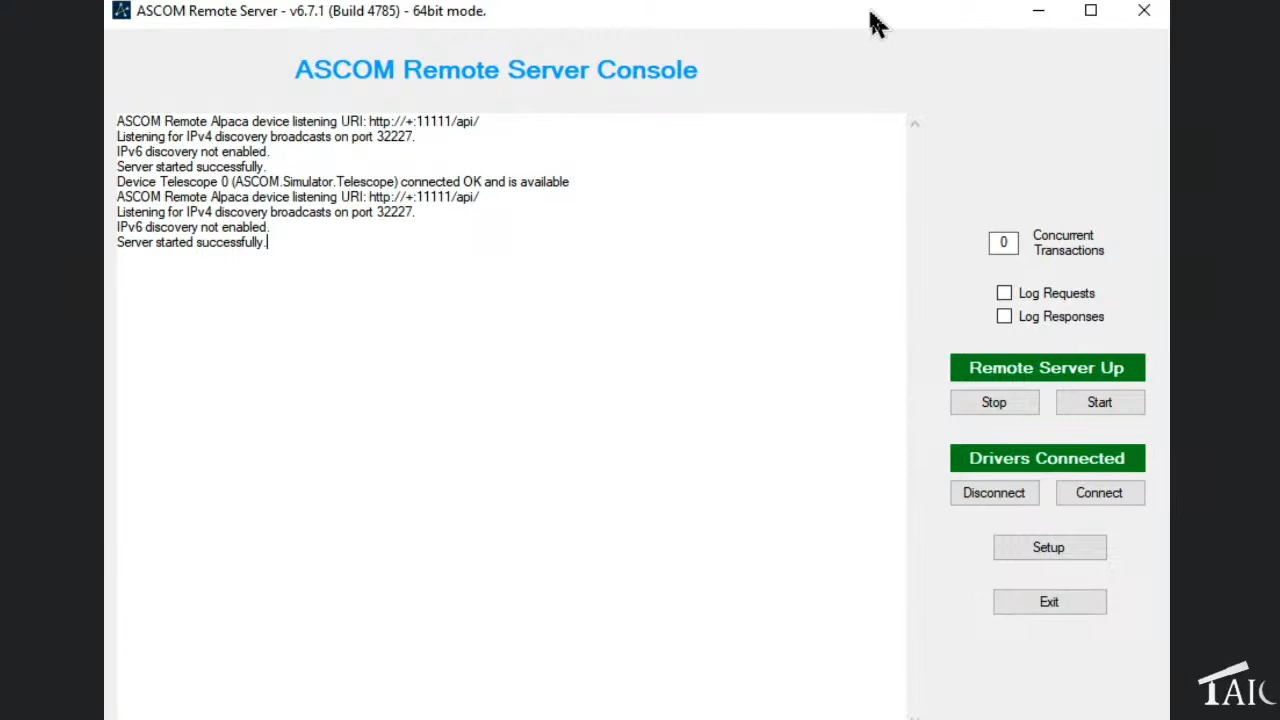 ASCOM Remote Server - v6.7.1 (Build 4785) - 64bit mode.
ASCOM Remote Server Console
ASCOM Remote Alpaca device listening URI: http://+:11111/api/
Listening for IPv4 discovery broadcasts on port 32227.
IPv6 discovery not enabled.
Server started successfully.
Device Telescope 0 (ASCOM.Simulator.Telescope) connected OK and is available
ASCOM Remote Alpaca device listening URI: http://+:11111/api/
Listening for IPv4 discovery broadcasts on port 32227.
IPv6 discovery not enabled.
Server started successfully.
0
Concurrent
Transactions
Log Requests
Log Responses
Remote Server Up
Stop
Start
Drivers Connected
Disconnect
Connect
Setup
Exit
TAIC